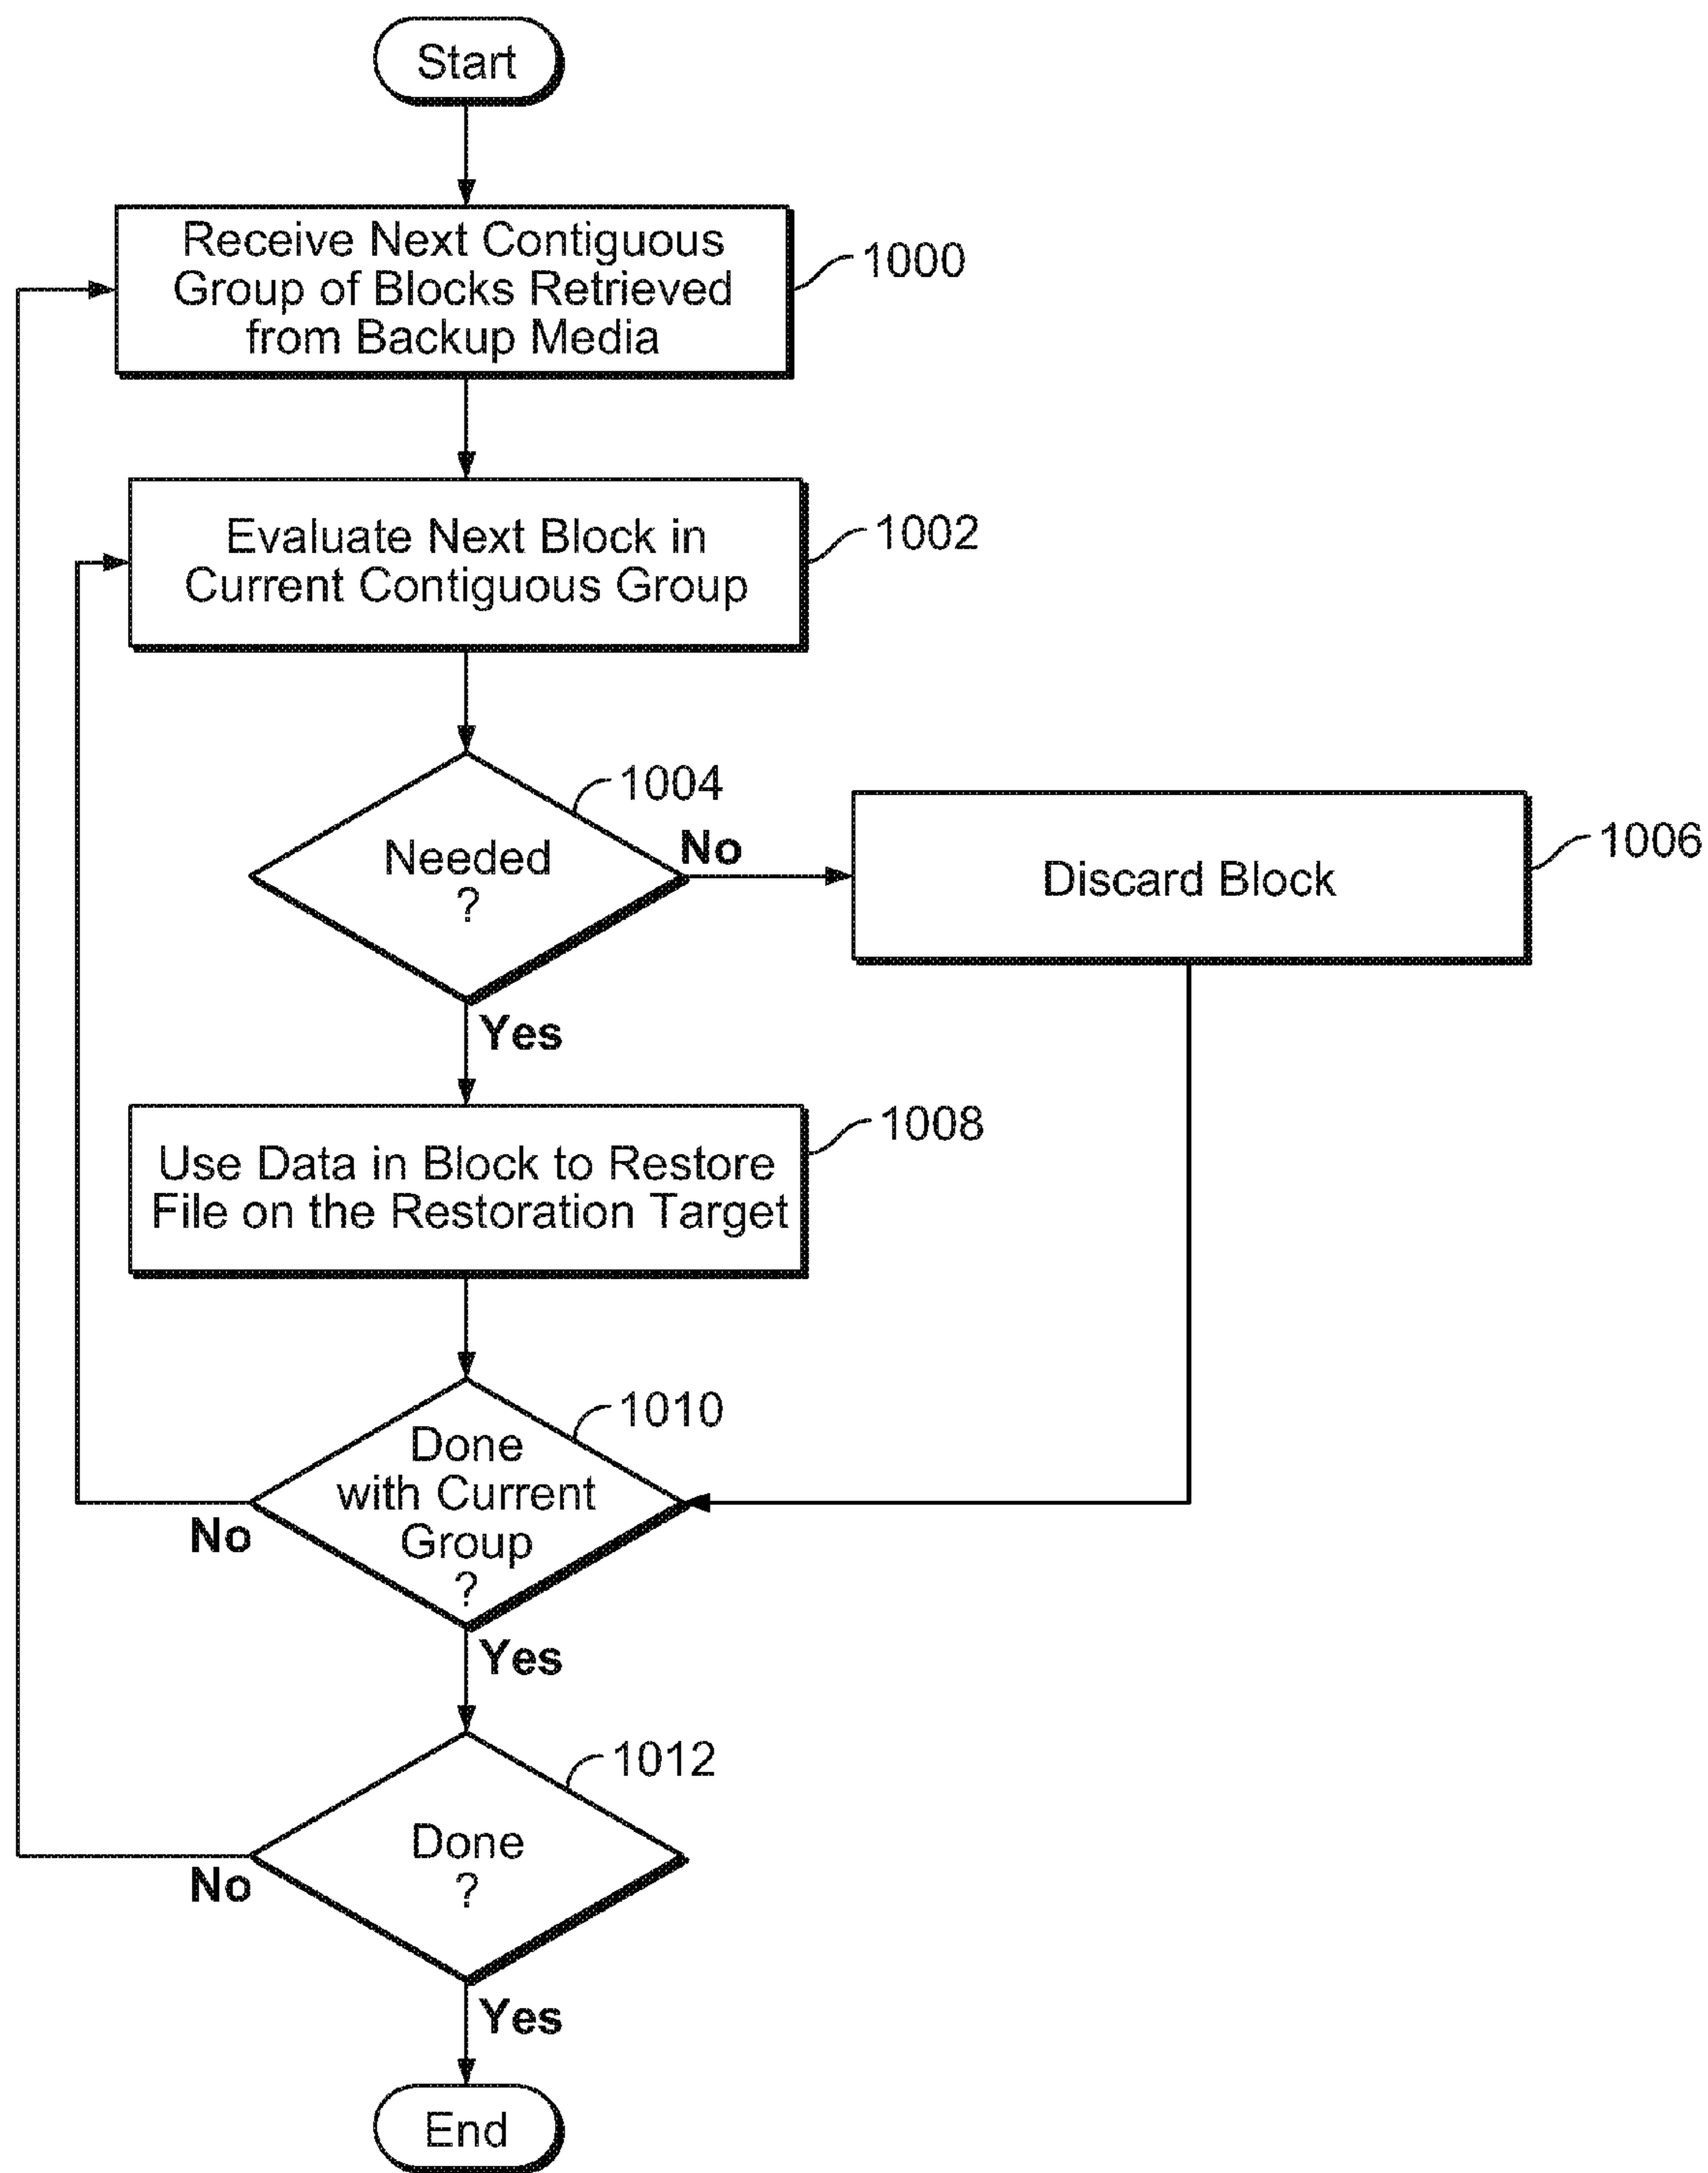 Start
Receive Next Contiguous
Group of Blocks Retrieved
from Backup Media
1000
Evaluate Next Block in
Current Contiguous Group
1002
1004
Needed
?
No
Discard Block
1006
Yes
Use Data in Block to Restore
File on the Restoration Target
1008
1010
Done
with Current
Group
?
No
Yes
1012
Done
?
No
Yes
End